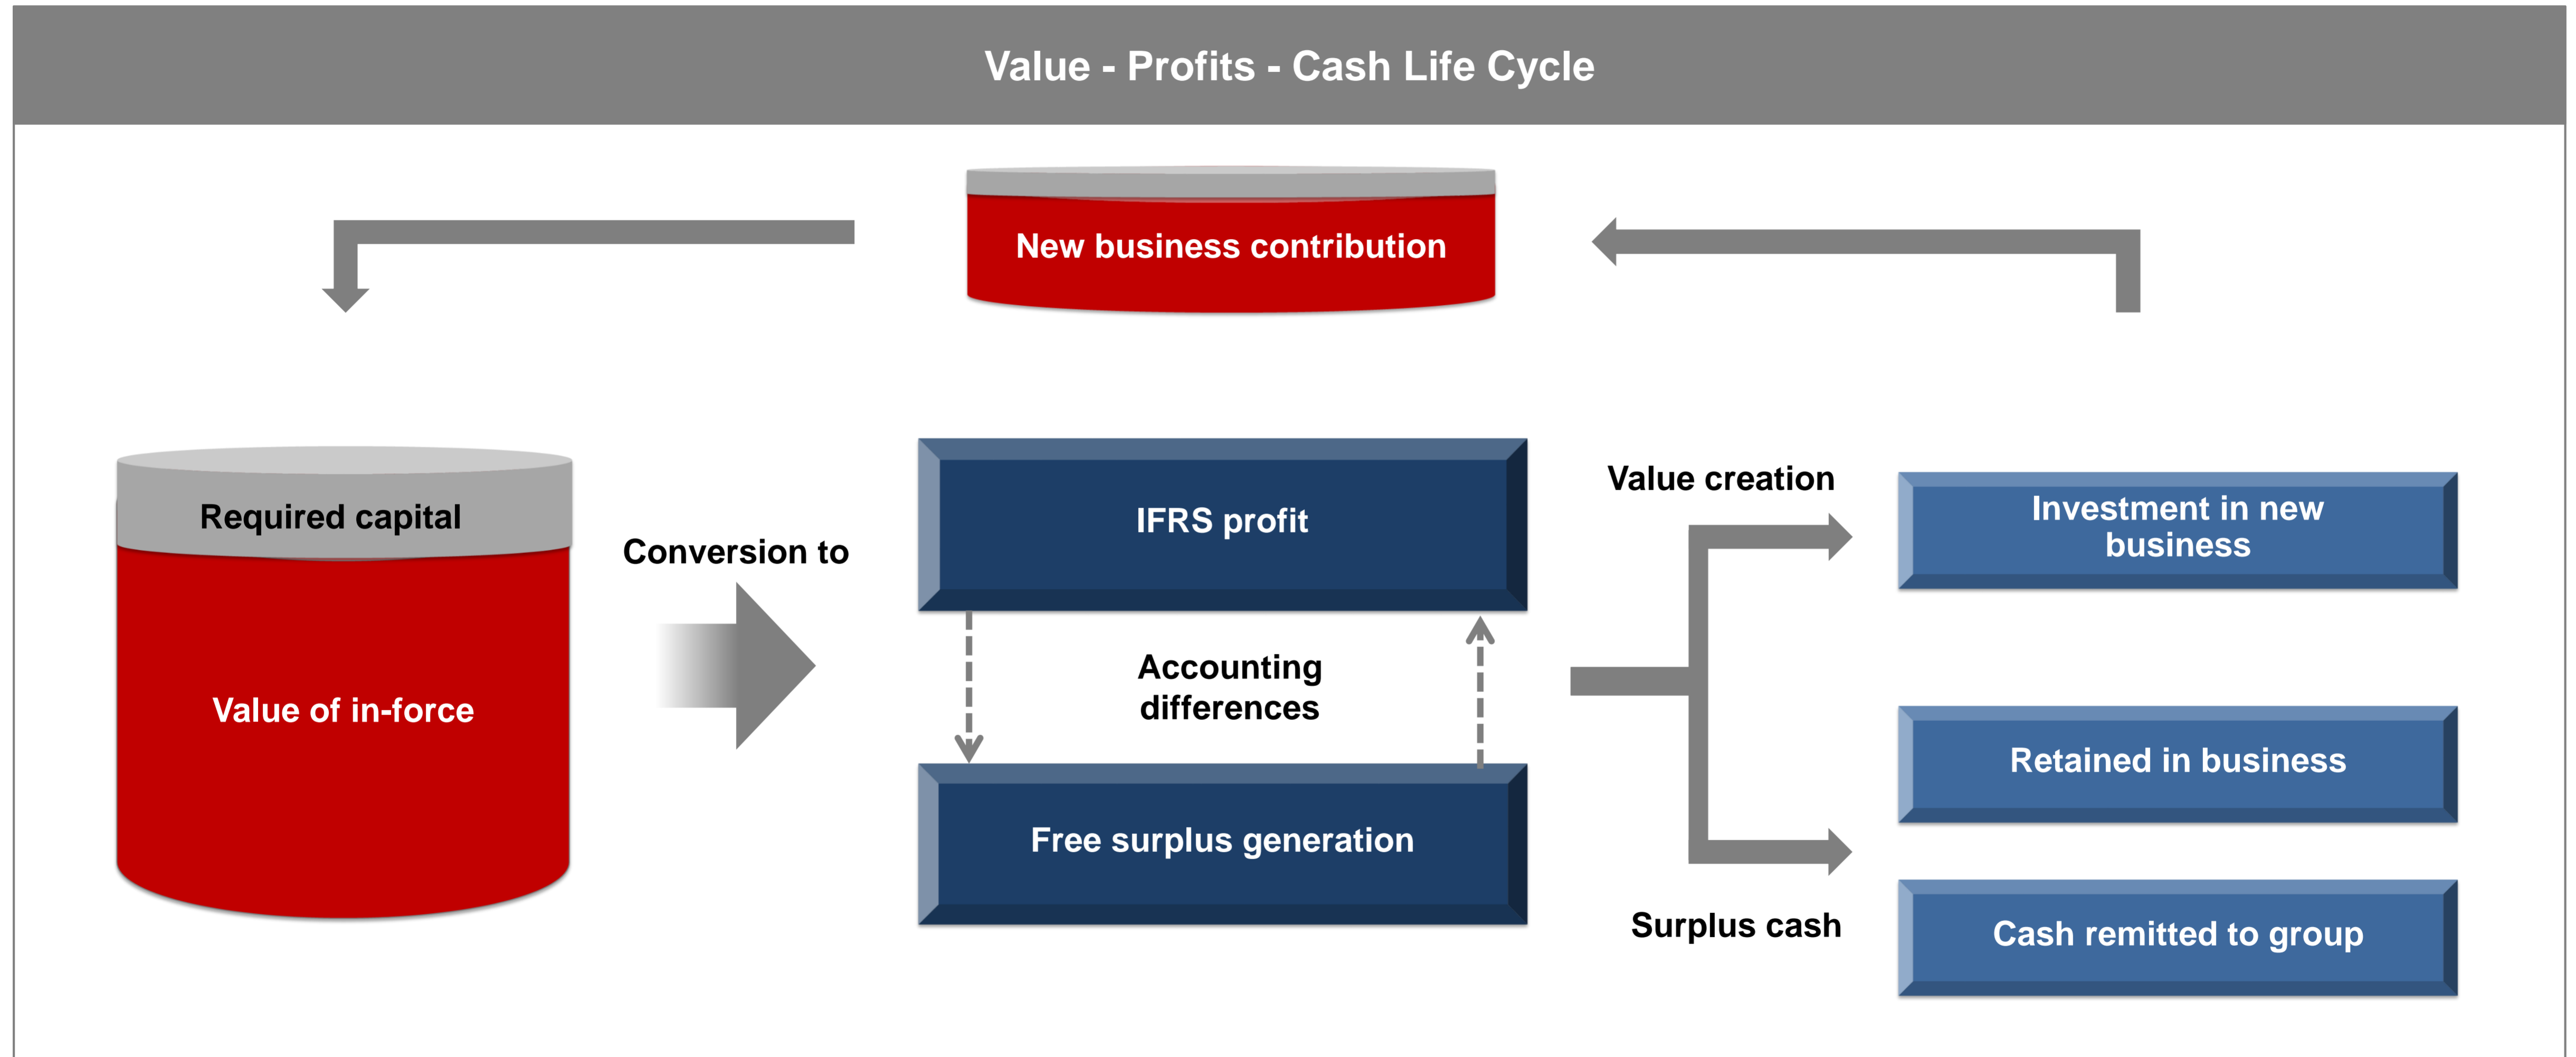 Value - Profits - Cash Life Cycle
New business contribution
Required capital
Value of in-force
Conversion to
IFRS profit
Accounting
differences
Free surplus generation
Value creation
Surplus cash
Investment in new
business
Retained in business
Cash remitted to group